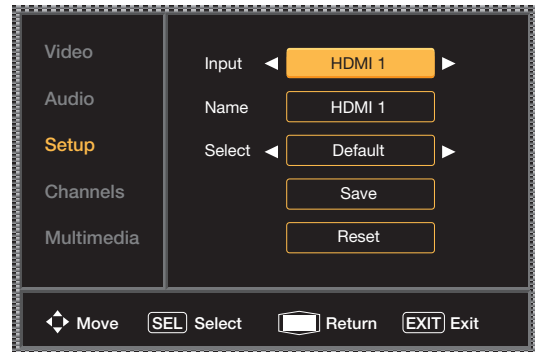 Video
Audio
Setup
Channels
Multimedia
Input HDMI 1
Name HDMI 1
Select Default
Save
Reset
Move SEL Select Return EXIT Exit